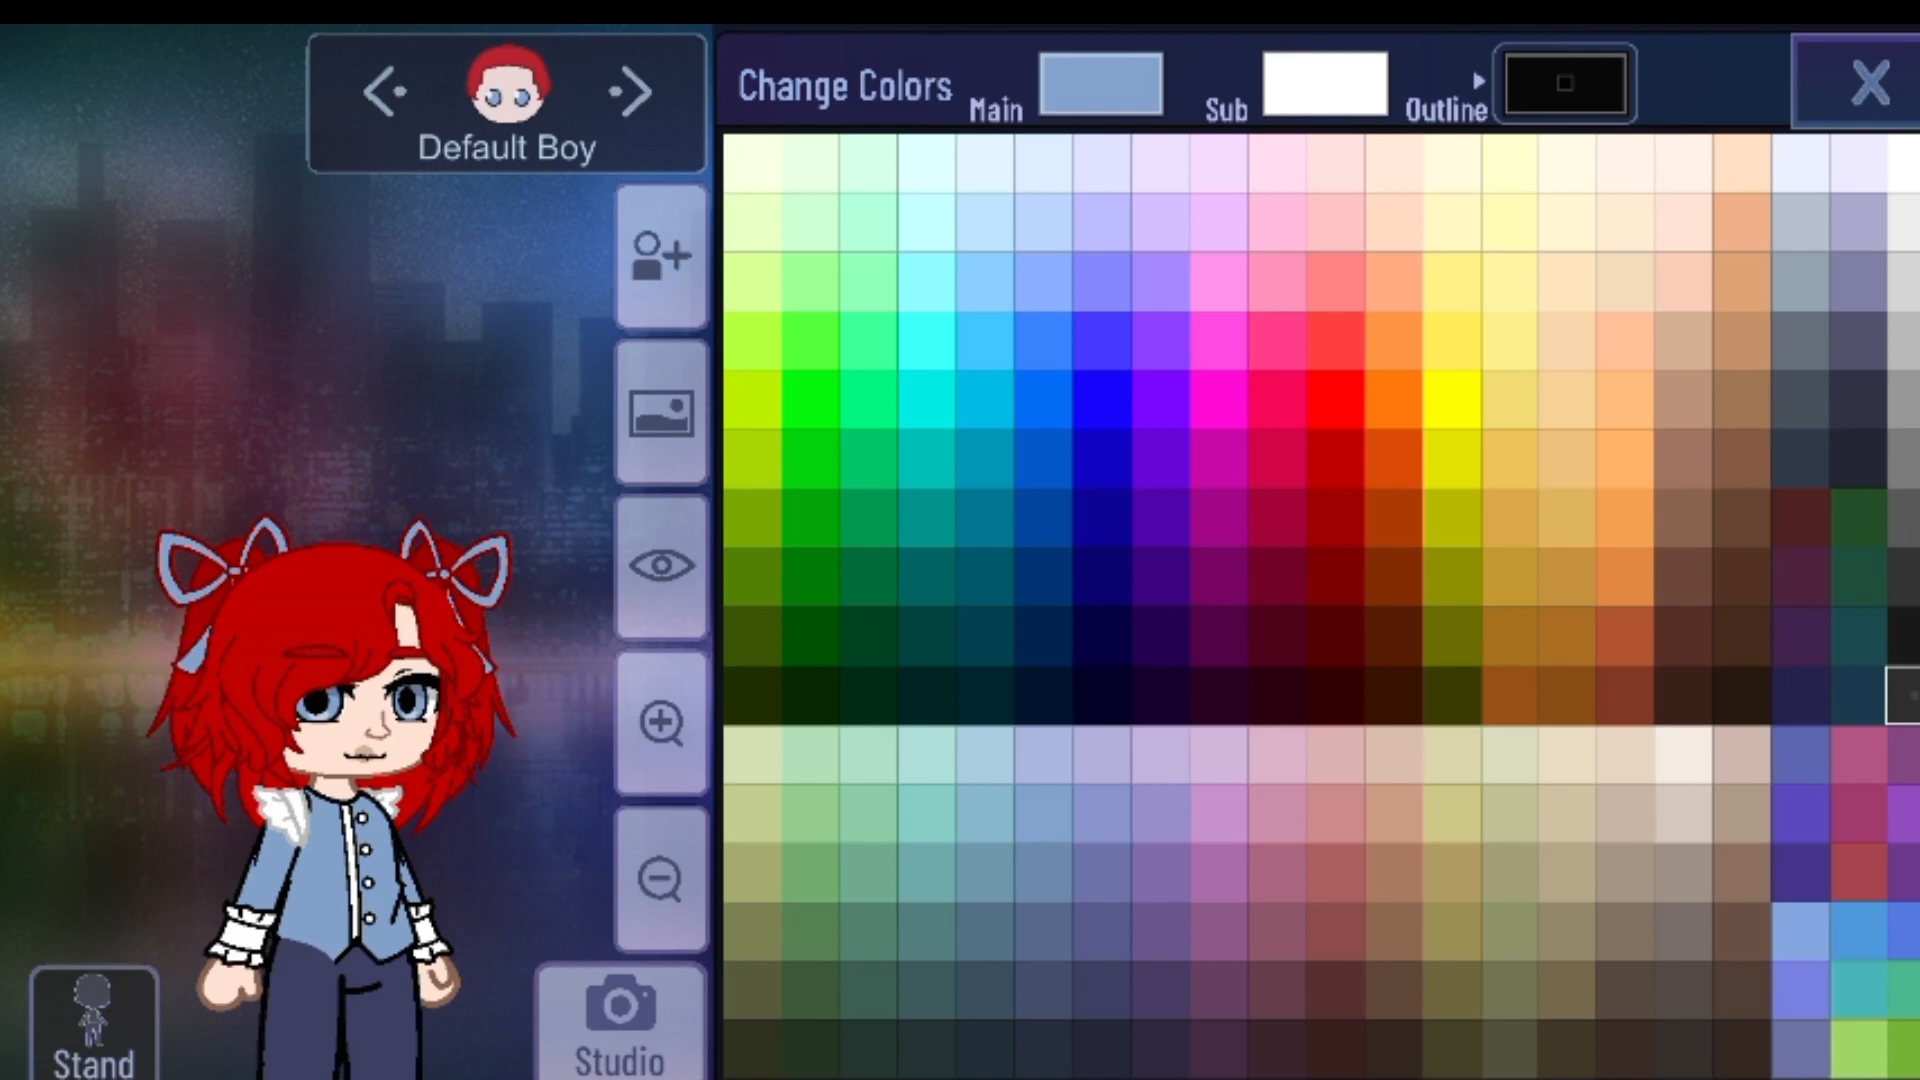 Default Boy
Change Colors
Main
Sub
Outline
X
Stand
Studio